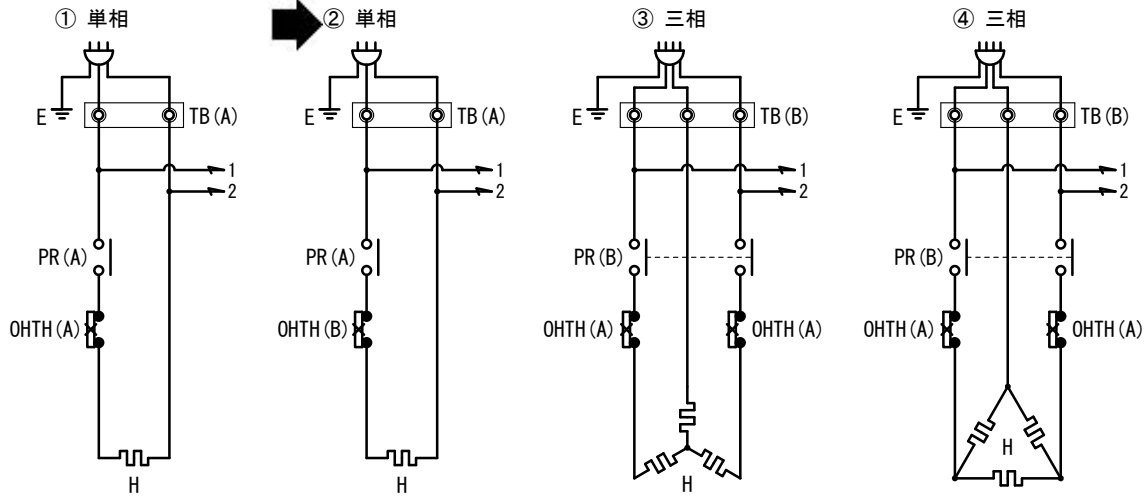 ① 単相
② 単相
③ 三相
④ 三相
E
TB(A)
E
TB(A)
E
TB(B)
E
TB(B)
1
1
1
1
2
2
2
2
PR(A)
PR(A)
PR(B)
PR(B)
OHTH(A)
OHTH(B)
OHTH(A)
OHTH(A)
OHTH(A)
OHTH(A)
H
H
H
H